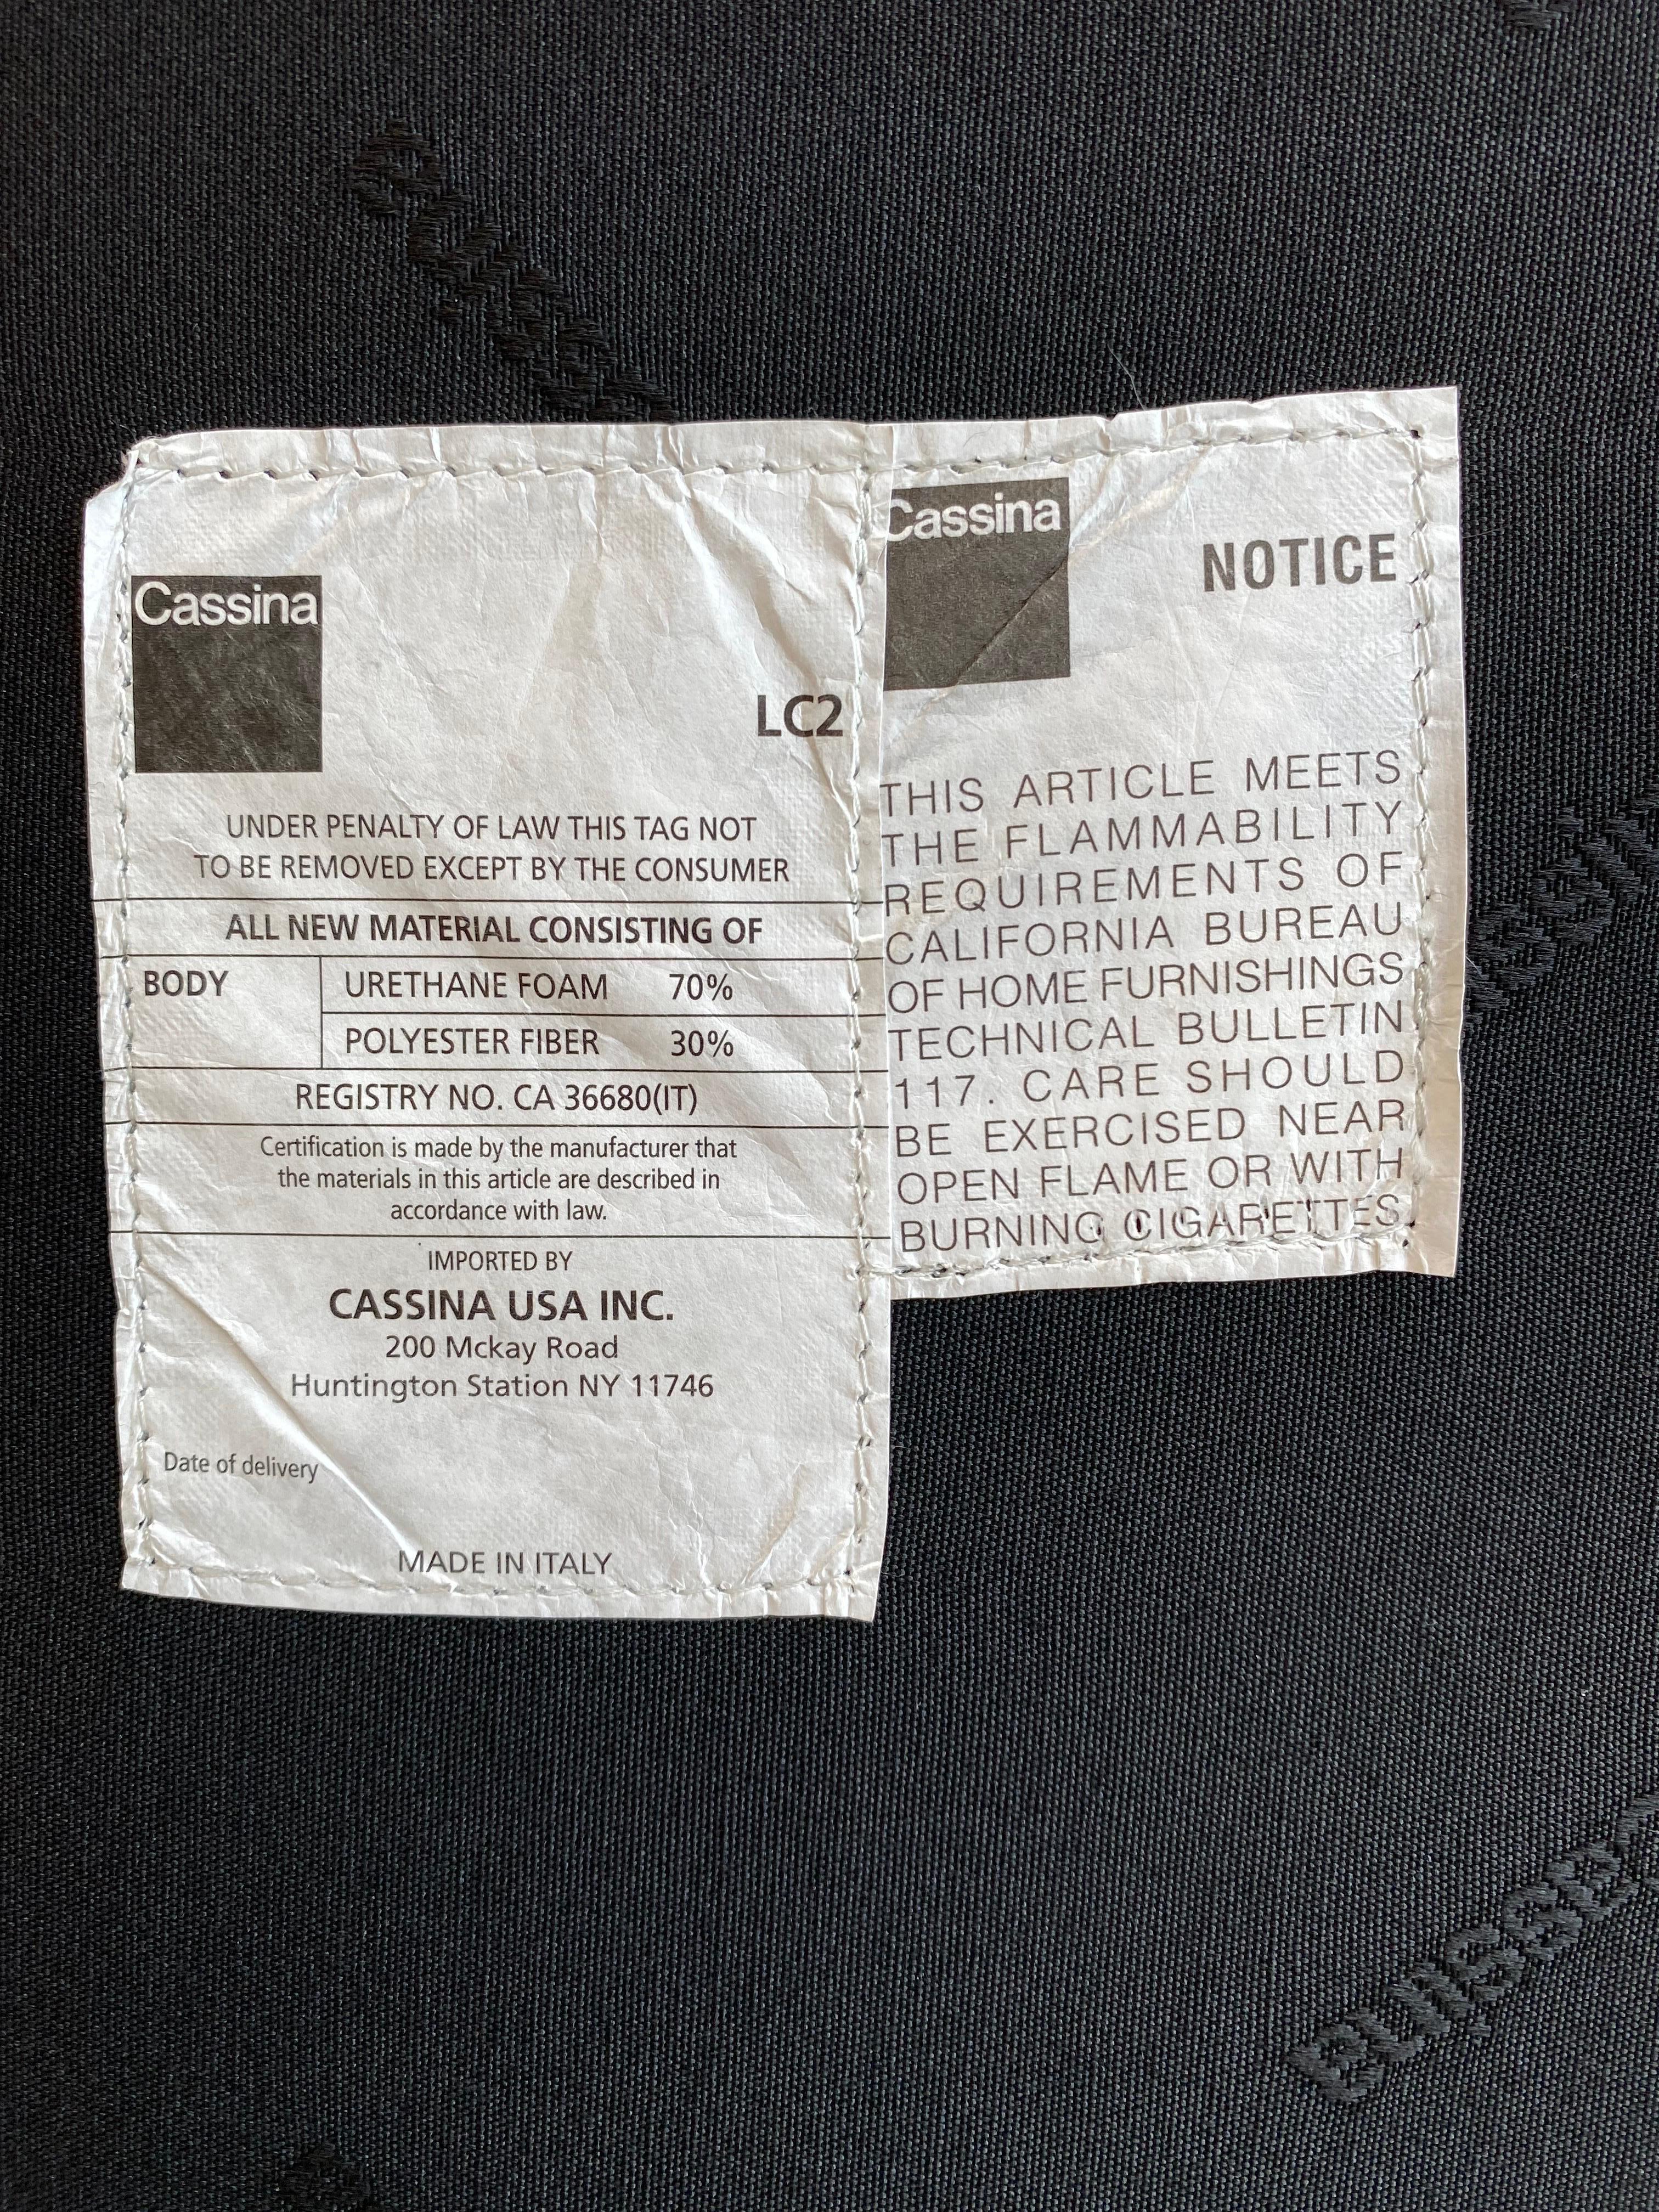 Cassina
LC2
UNDER PENALTY OF LAW THIS TAG NOT
TO BE REMOVED EXCEPT BY THE CONSUMER
ALL NEW MATERIAL CONSISTING OF
BODY URETHANE FOAM 70%
POLYESTER FIBER 30%
REGISTRY NO. CA 36680(IT)
Certification is made by the manufacturer that
the materials in this article are described in
accordance with law.
IMPORTED BY
CASSINA USA INC.
200 Mckay Road
Huntington Station NY 11746
Date of delivery
MADE IN ITALY
Cassina
NOTICE
THIS ARTICLE MEETS
THE FLAMMABILITY
REQUIREMENTS OF
CALIFORNIA BUREAU
OF HOME FURNISHINGS
TECHNICAL BULLETIN
117. CARE SHOULD
BE EXERCISED NEAR
OPEN FLAME OR WITH
BURNING CIGARETTES.